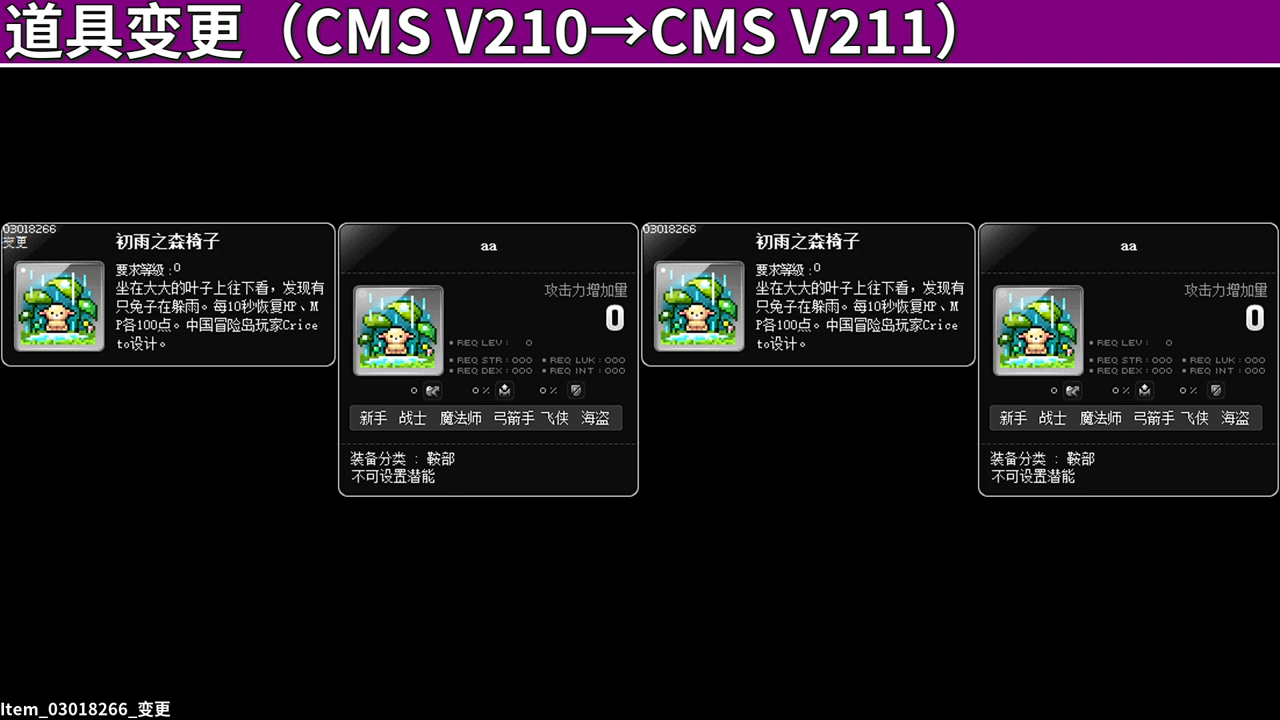 道具变更（CMS V210→CMS V211）
03018266
变更
初雨之森椅子
要求等级 :0
坐在大大的叶子上往下看，发现有
只兔子在躲雨。每10秒恢复HP、M
P各100点。中国冒险岛玩家Crice
to设计。
aa
攻击力增加量
0
REQ LEV : 0
REQ STR : 000 REQ LUK : 000
REQ DEX : 000 REQ INT : 000
0 0% 0%
新手 战士 魔法师 弓箭手 飞侠 海盗
装备分类 : 鞍部
不可设置潜能
03018266
初雨之森椅子
要求等级 :0
坐在大大的叶子上往下看，发现有
只兔子在躲雨。每10秒恢复HP、M
P各100点。中国冒险岛玩家Crice
to设计。
aa
攻击力增加量
0
REQ LEV : 0
REQ STR : 000 REQ LUK : 000
REQ DEX : 000 REQ INT : 000
0 0% 0%
新手 战士 魔法师 弓箭手 飞侠 海盗
装备分类 : 鞍部
不可设置潜能
Item_03018266_变更